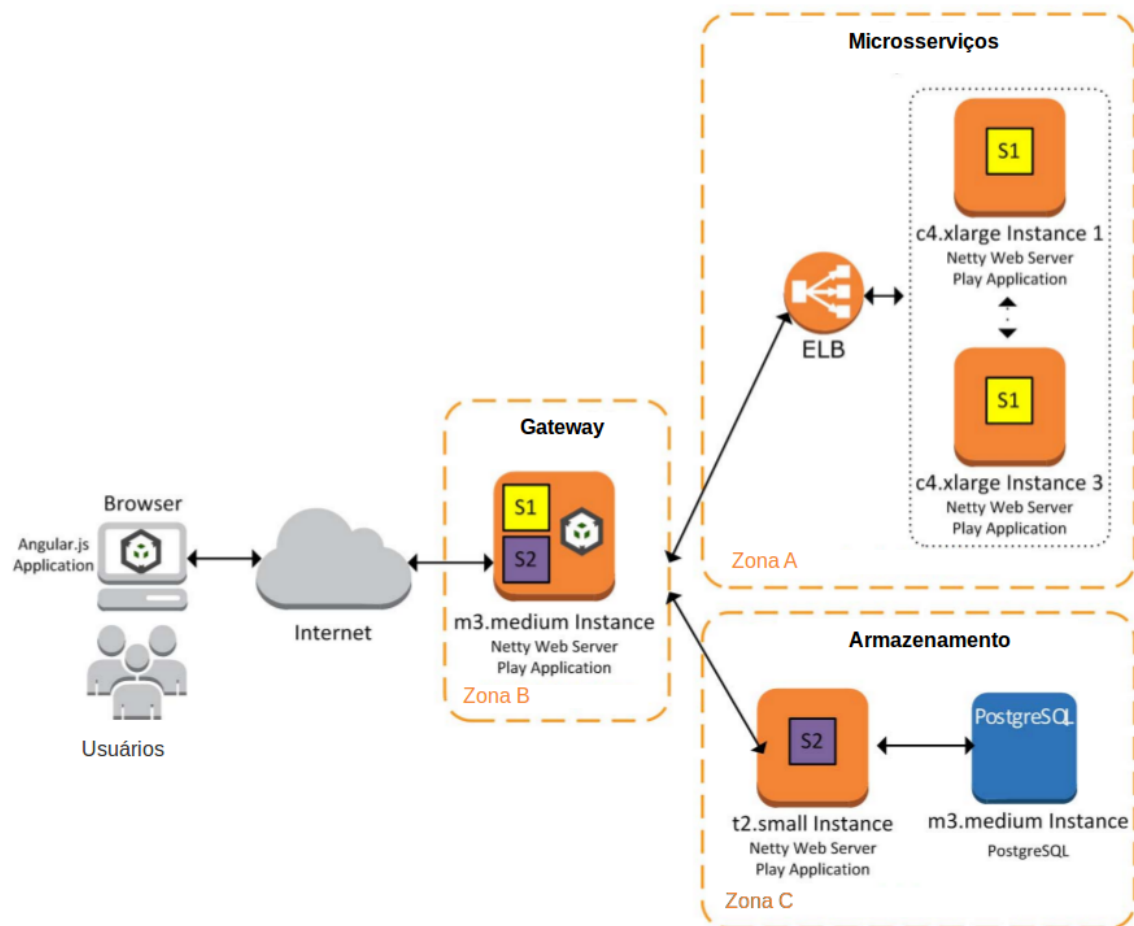 Microsserviços
S1
c4.xlarge Instance 1
Netty Web Server
Play Application
ELB
S1
c4.xlarge Instance 3
Netty Web Server
Play Application
Zona A
Gateway
S1
S2
m3.medium Instance
Netty Web Server
Play Application
Zona B
Browser
Angular.js
Application
Internet
Usuários
Armazenamento
S2
t2.small Instance
Netty Web Server
Play Application
PostgreSQL
m3.medium Instance
PostgreSQL
Zona C